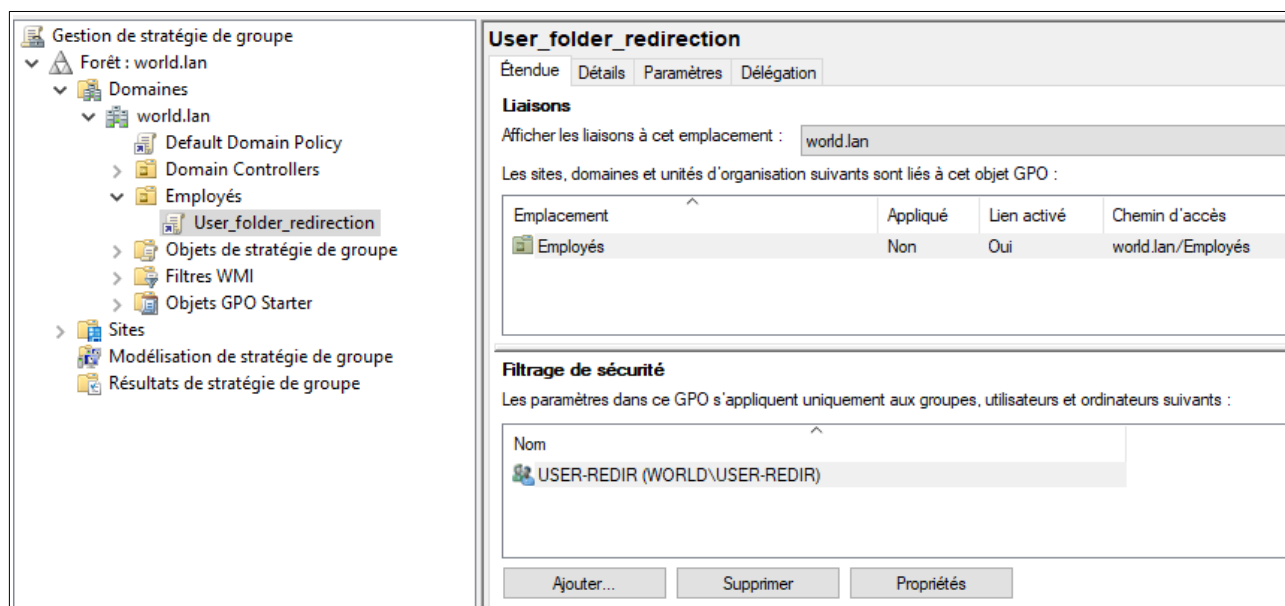 Gestion de stratégie de groupe
Forêt : world.lan
Domaines
world.lan
Default Domain Policy
Domain Controllers
Employés
User_folder_redirection
Objets de stratégie de groupe
Filtres WMI
Objets GPO Starter
Sites
Modélisation de stratégie de groupe
Résultats de stratégie de groupe
User_folder_redirection
Étendue Détails Paramètres Délégation
Liaisons
Afficher les liaisons à cet emplacement : world.lan
Les sites, domaines et unités d'organisation suivants sont liés à cet objet GPO :
Emplacement Appliqué Lien activé Chemin d'accès
Employés Non Oui world.lan/Employés
Filtrage de sécurité
Les paramètres dans ce GPO s'appliquent uniquement aux groupes, utilisateurs et ordinateurs suivants :
Nom
USER-REDIR (WORLD\USER-REDIR)
Ajouter... Supprimer Propriétés